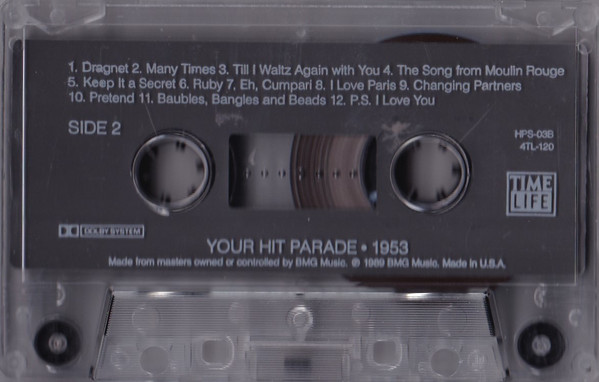 1. Dragnet 2. Many Times 3. Till I Waltz Again with You 4. The Song from Moulin Rouge
5. Keep It a Secret 6. Ruby 7. Eh, Cumpari 8. I Love Paris 9. Changing Partners
10. Pretend 11. Baubles, Bangles and Beads 12. P.S. I Love You
SIDE 2
HPS-03B
4TL-120
TIME
LIFE
DOLBY SYSTEM
YOUR HIT PARADE • 1953
Made from masters owned or controlled by BMG Music. ℗ 1989 BMG Music. Made in U.S.A.